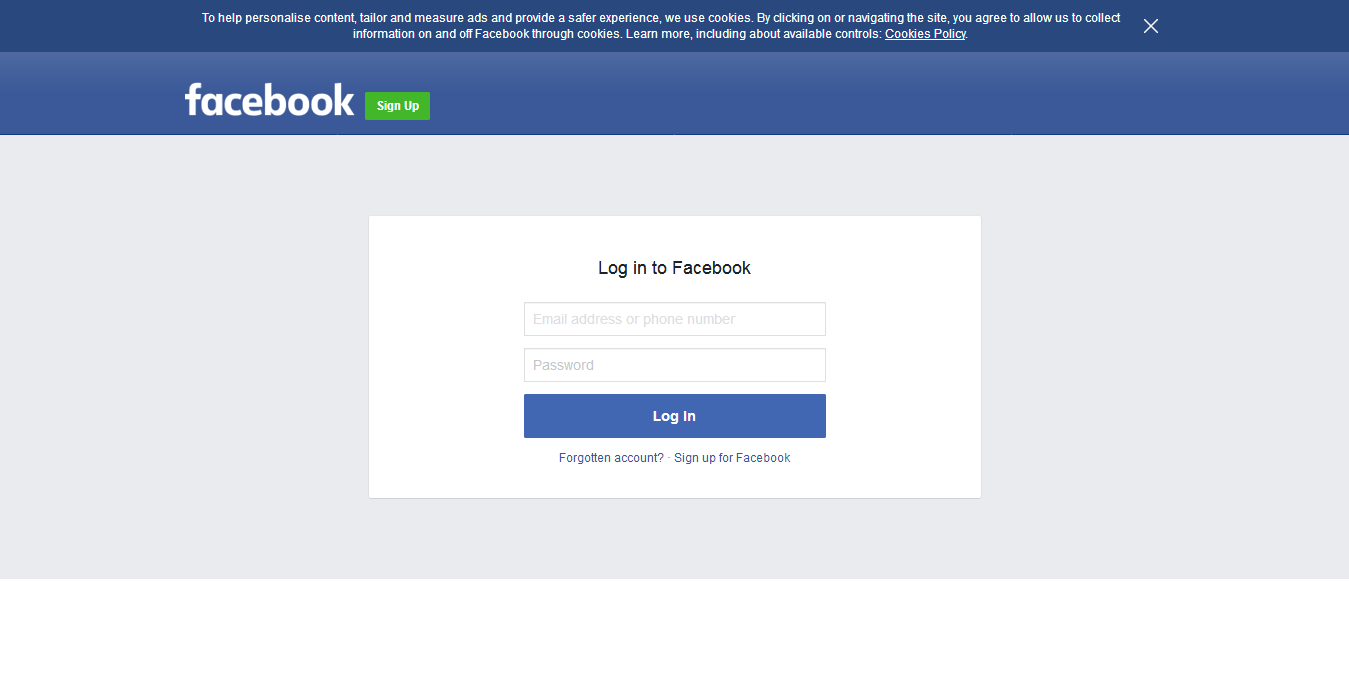 To help personalise content, tailor and measure ads and provide a safer experience, we use cookies. By clicking on or navigating the site, you agree to allow us to collect
information on and off Facebook through cookies. Learn more, including about available controls: Cookies Policy.
facebook
Sign Up
Log in to Facebook
Email address or phone number
Password
Log In
Forgotten account? · Sign up for Facebook